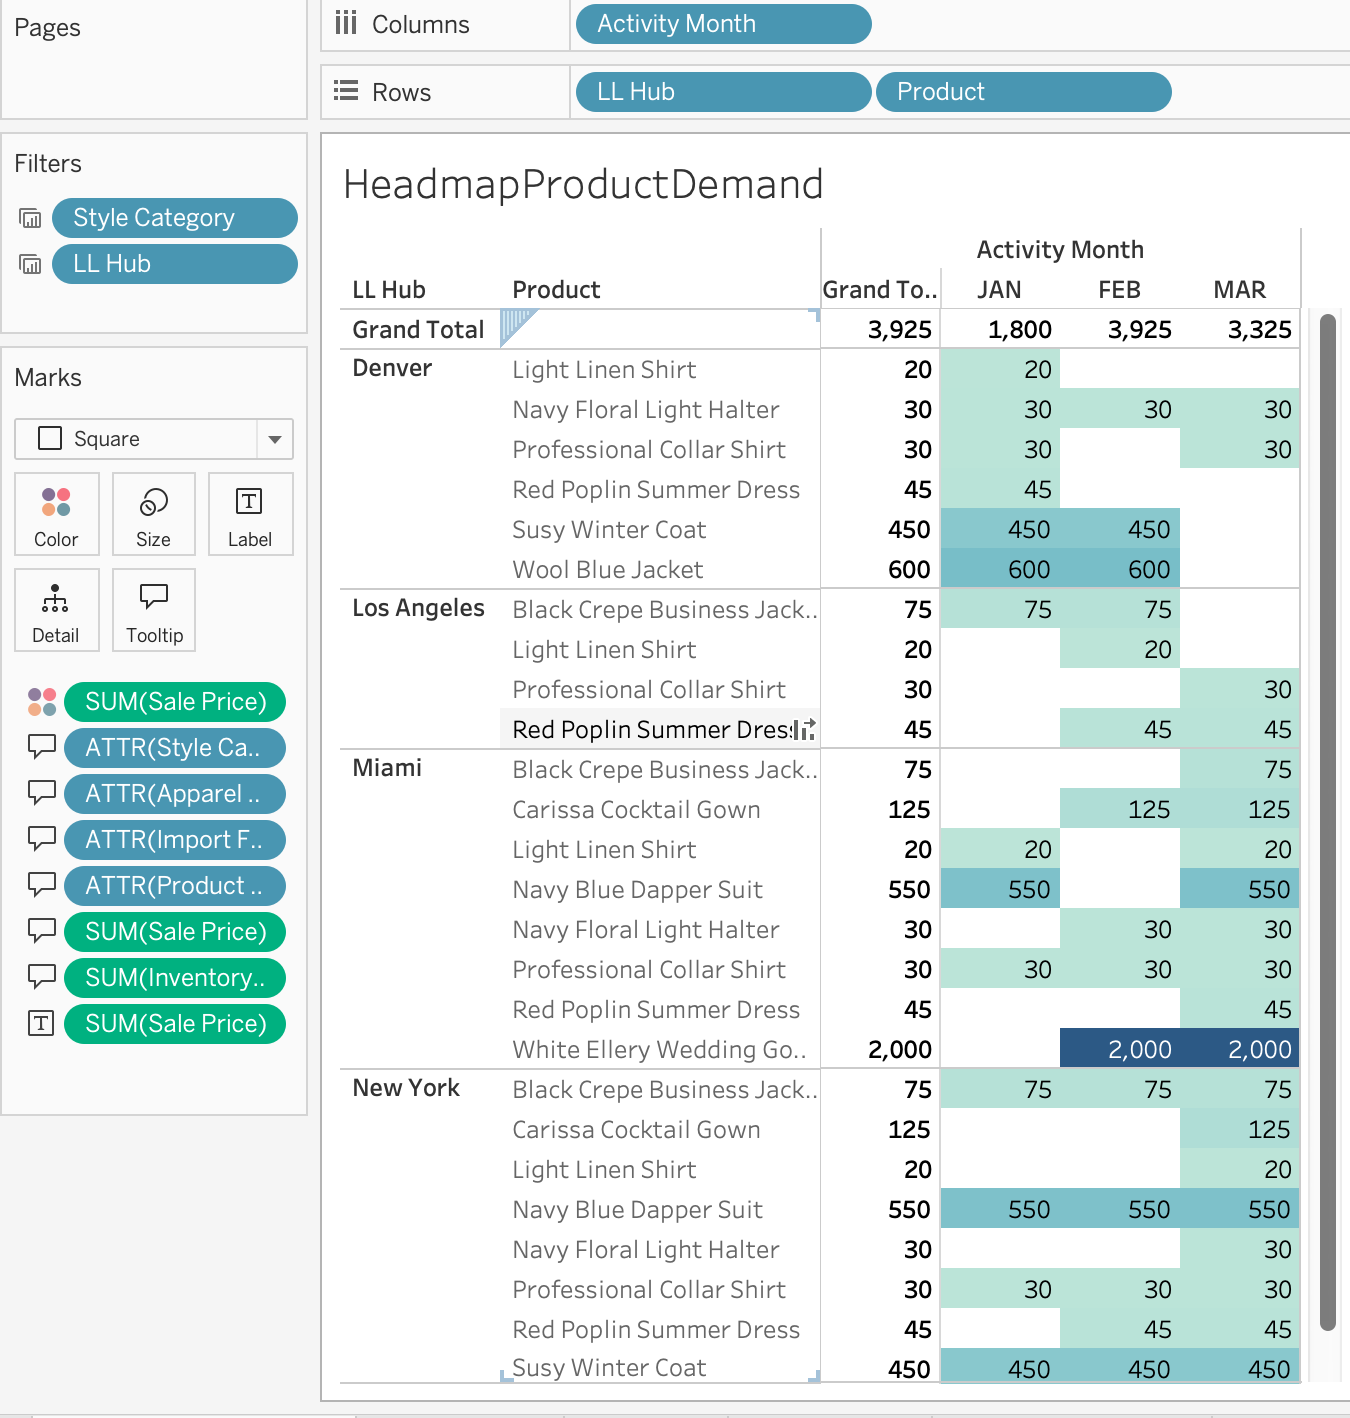 Pages
Columns
Activity Month
Rows
LL Hub Product
Filters
Style Category
LL Hub
Marks
Square
Color Size Label
Detail Tooltip
SUM(Sale Price)
ATTR(Style Ca..
ATTR(Apparel ..
ATTR(Import F..
ATTR(Product ..
SUM(Sale Price)
SUM(Inventory..
T SUM(Sale Price)
HeadmapProductDemand
Activity Month
LL Hub Product Grand To.. JAN FEB MAR
Grand Total 3,925 1,800 3,925 3,325
Denver Light Linen Shirt 20 20
Navy Floral Light Halter 30 30 30 30
Professional Collar Shirt 30 30 30
Red Poplin Summer Dress 45 45
Susy Winter Coat 450 450 450
Wool Blue Jacket 600 600 600
Los Angeles Black Crepe Business Jack.. 75 75 75
Light Linen Shirt 20 20
Professional Collar Shirt 30 30
Red Poplin Summer Dress 45 45 45
Miami Black Crepe Business Jack.. 75 75
Carissa Cocktail Gown 125 125 125
Light Linen Shirt 20 20 20
Navy Blue Dapper Suit 550 550 550
Navy Floral Light Halter 30 30 30
Professional Collar Shirt 30 30 30 30
Red Poplin Summer Dress 45 45
White Ellery Wedding Go.. 2,000 2,000 2,000
New York Black Crepe Business Jack.. 75 75 75 75
Carissa Cocktail Gown 125 125
Light Linen Shirt 20 20
Navy Blue Dapper Suit 550 550 550 550
Navy Floral Light Halter 30 30
Professional Collar Shirt 30 30 30 30
Red Poplin Summer Dress 45 45 45
Susy Winter Coat 450 450 450 450